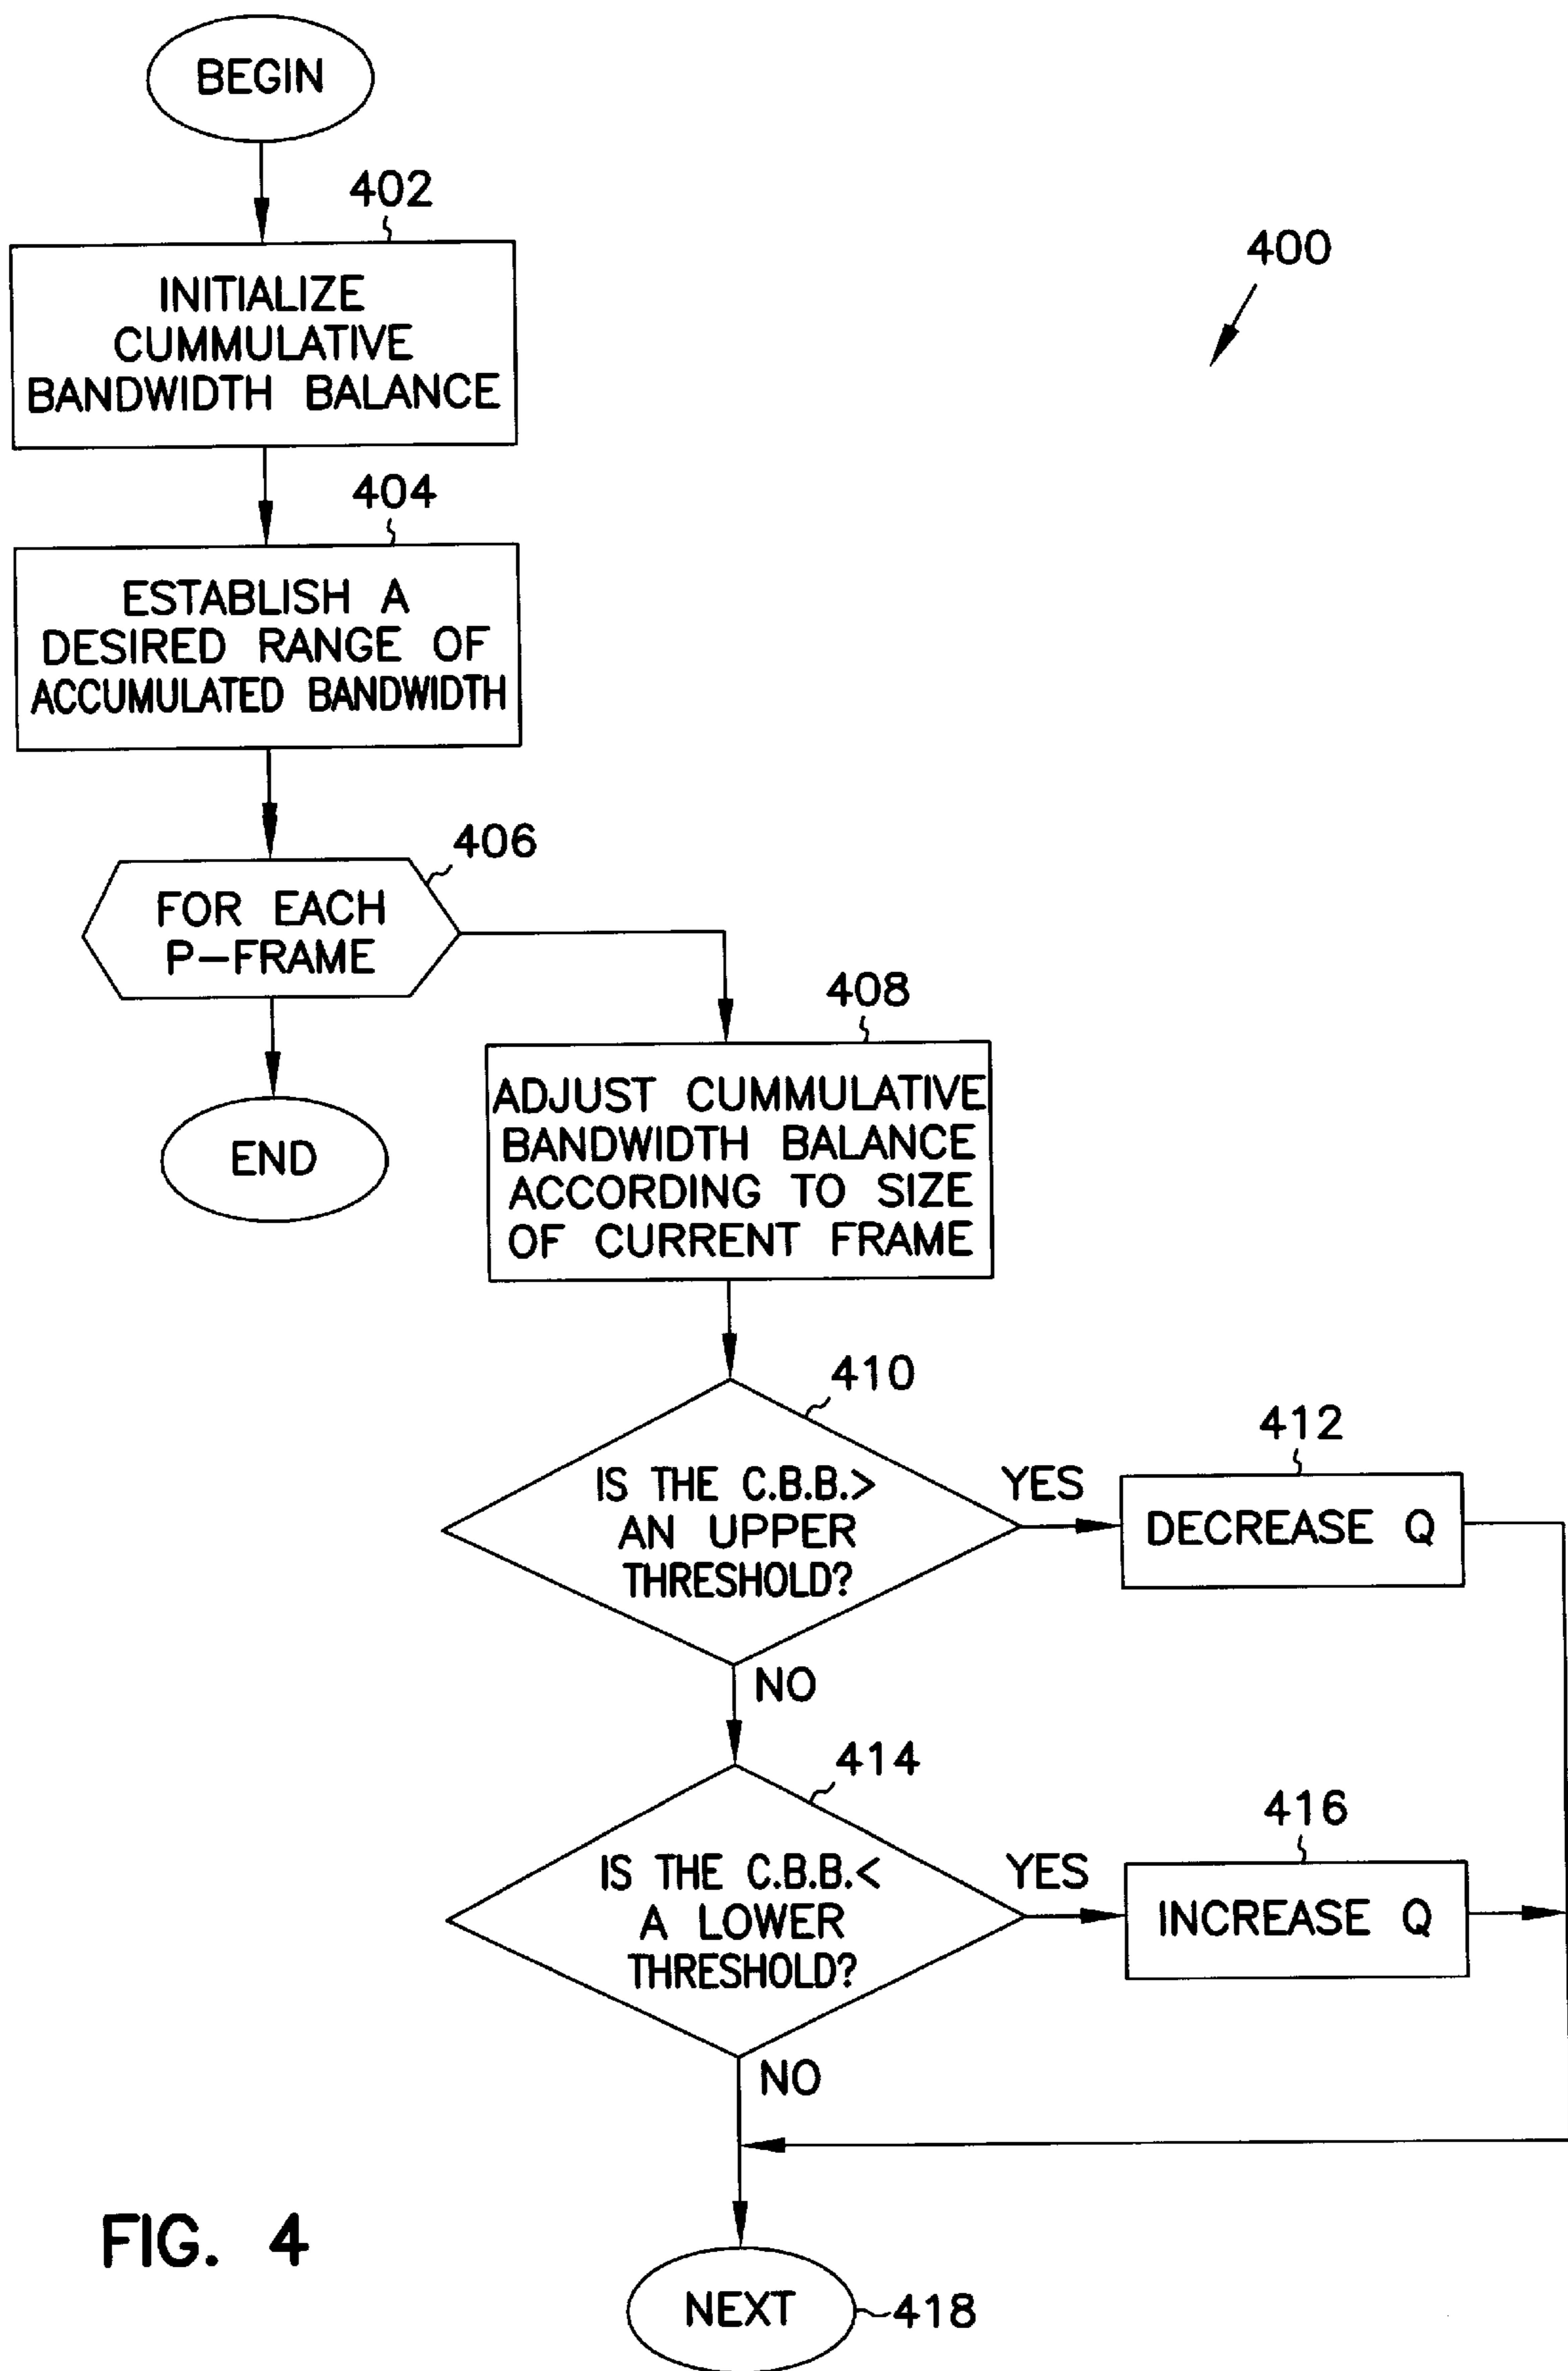 BEGIN
402
INITIALIZE
CUMMULATIVE
BANDWIDTH BALANCE
400
404
ESTABLISH A
DESIRED RANGE OF
ACCUMULATED BANDWIDTH
406
FOR EACH
P-FRAME
END
408
ADJUST CUMMULATIVE
BANDWIDTH BALANCE
ACCORDING TO SIZE
OF CURRENT FRAME
410
IS THE C.B.B.>
AN UPPER
THRESHOLD?
YES
412
DECREASE Q
NO
414
IS THE C.B.B.<
A LOWER
THRESHOLD?
YES
416
INCREASE Q
NO
FIG. 4
NEXT
418